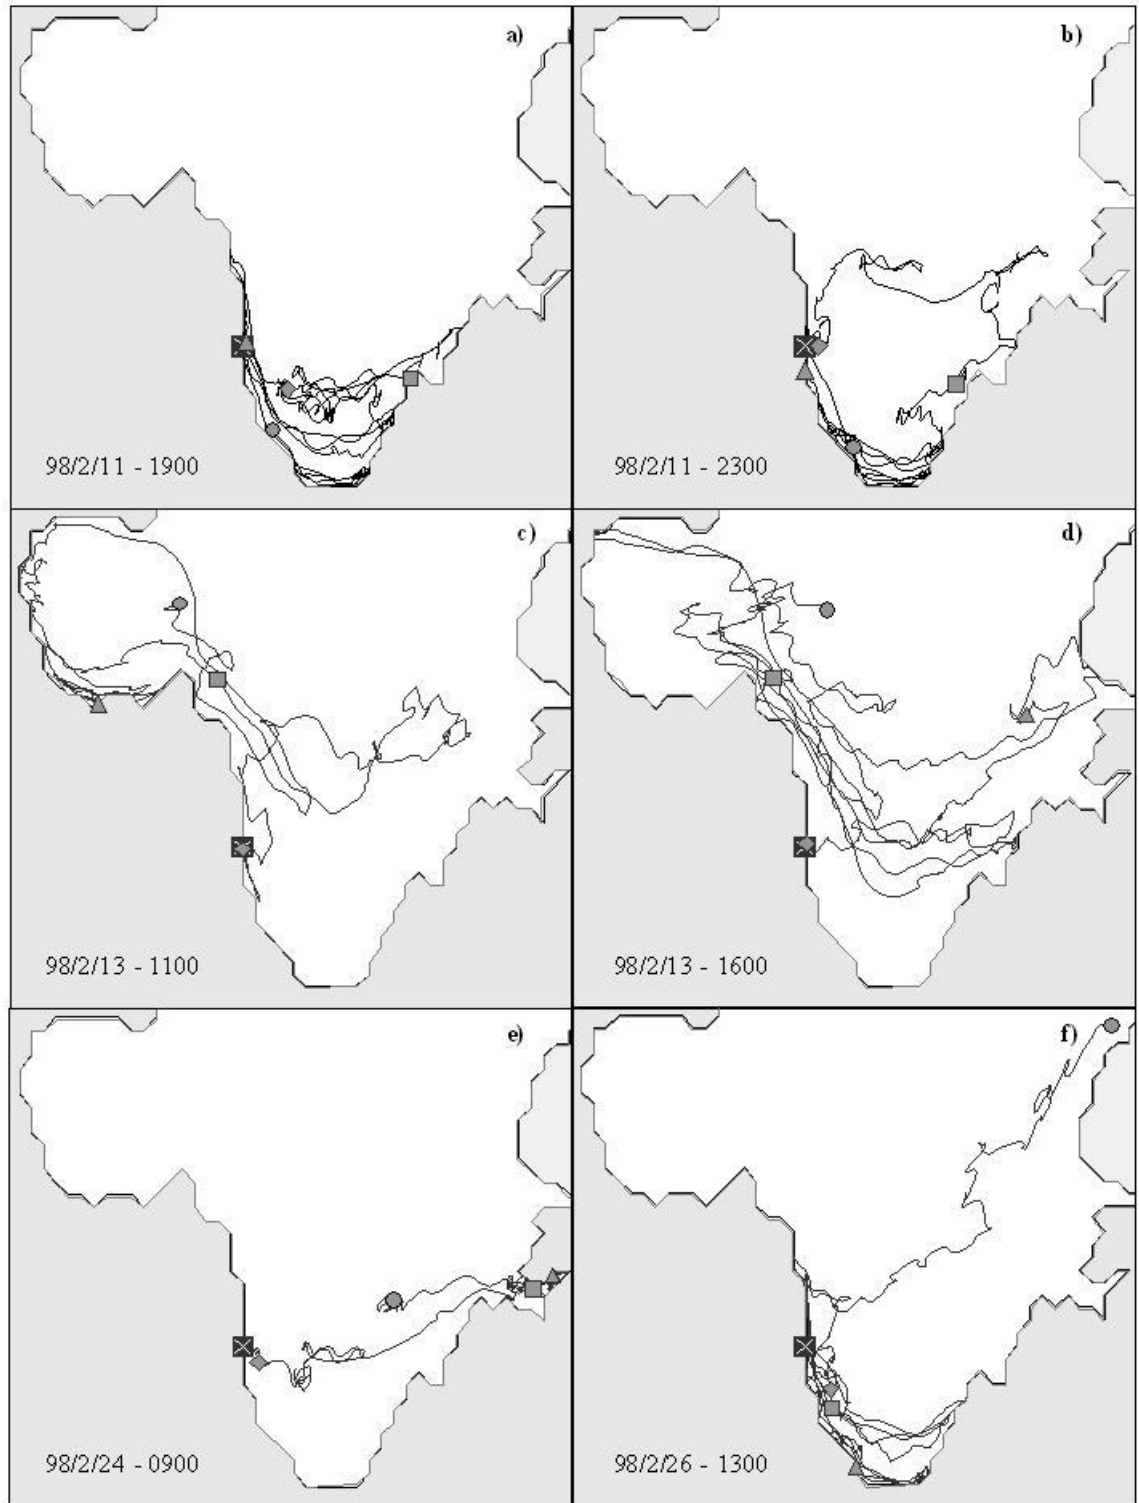 a)
b)
98/2/11 - 1900
98/2/11 - 2300
c)
d)
98/2/13 - 1100
98/2/13 - 1600
e)
f)
98/2/24 - 0900
98/2/26 - 1300